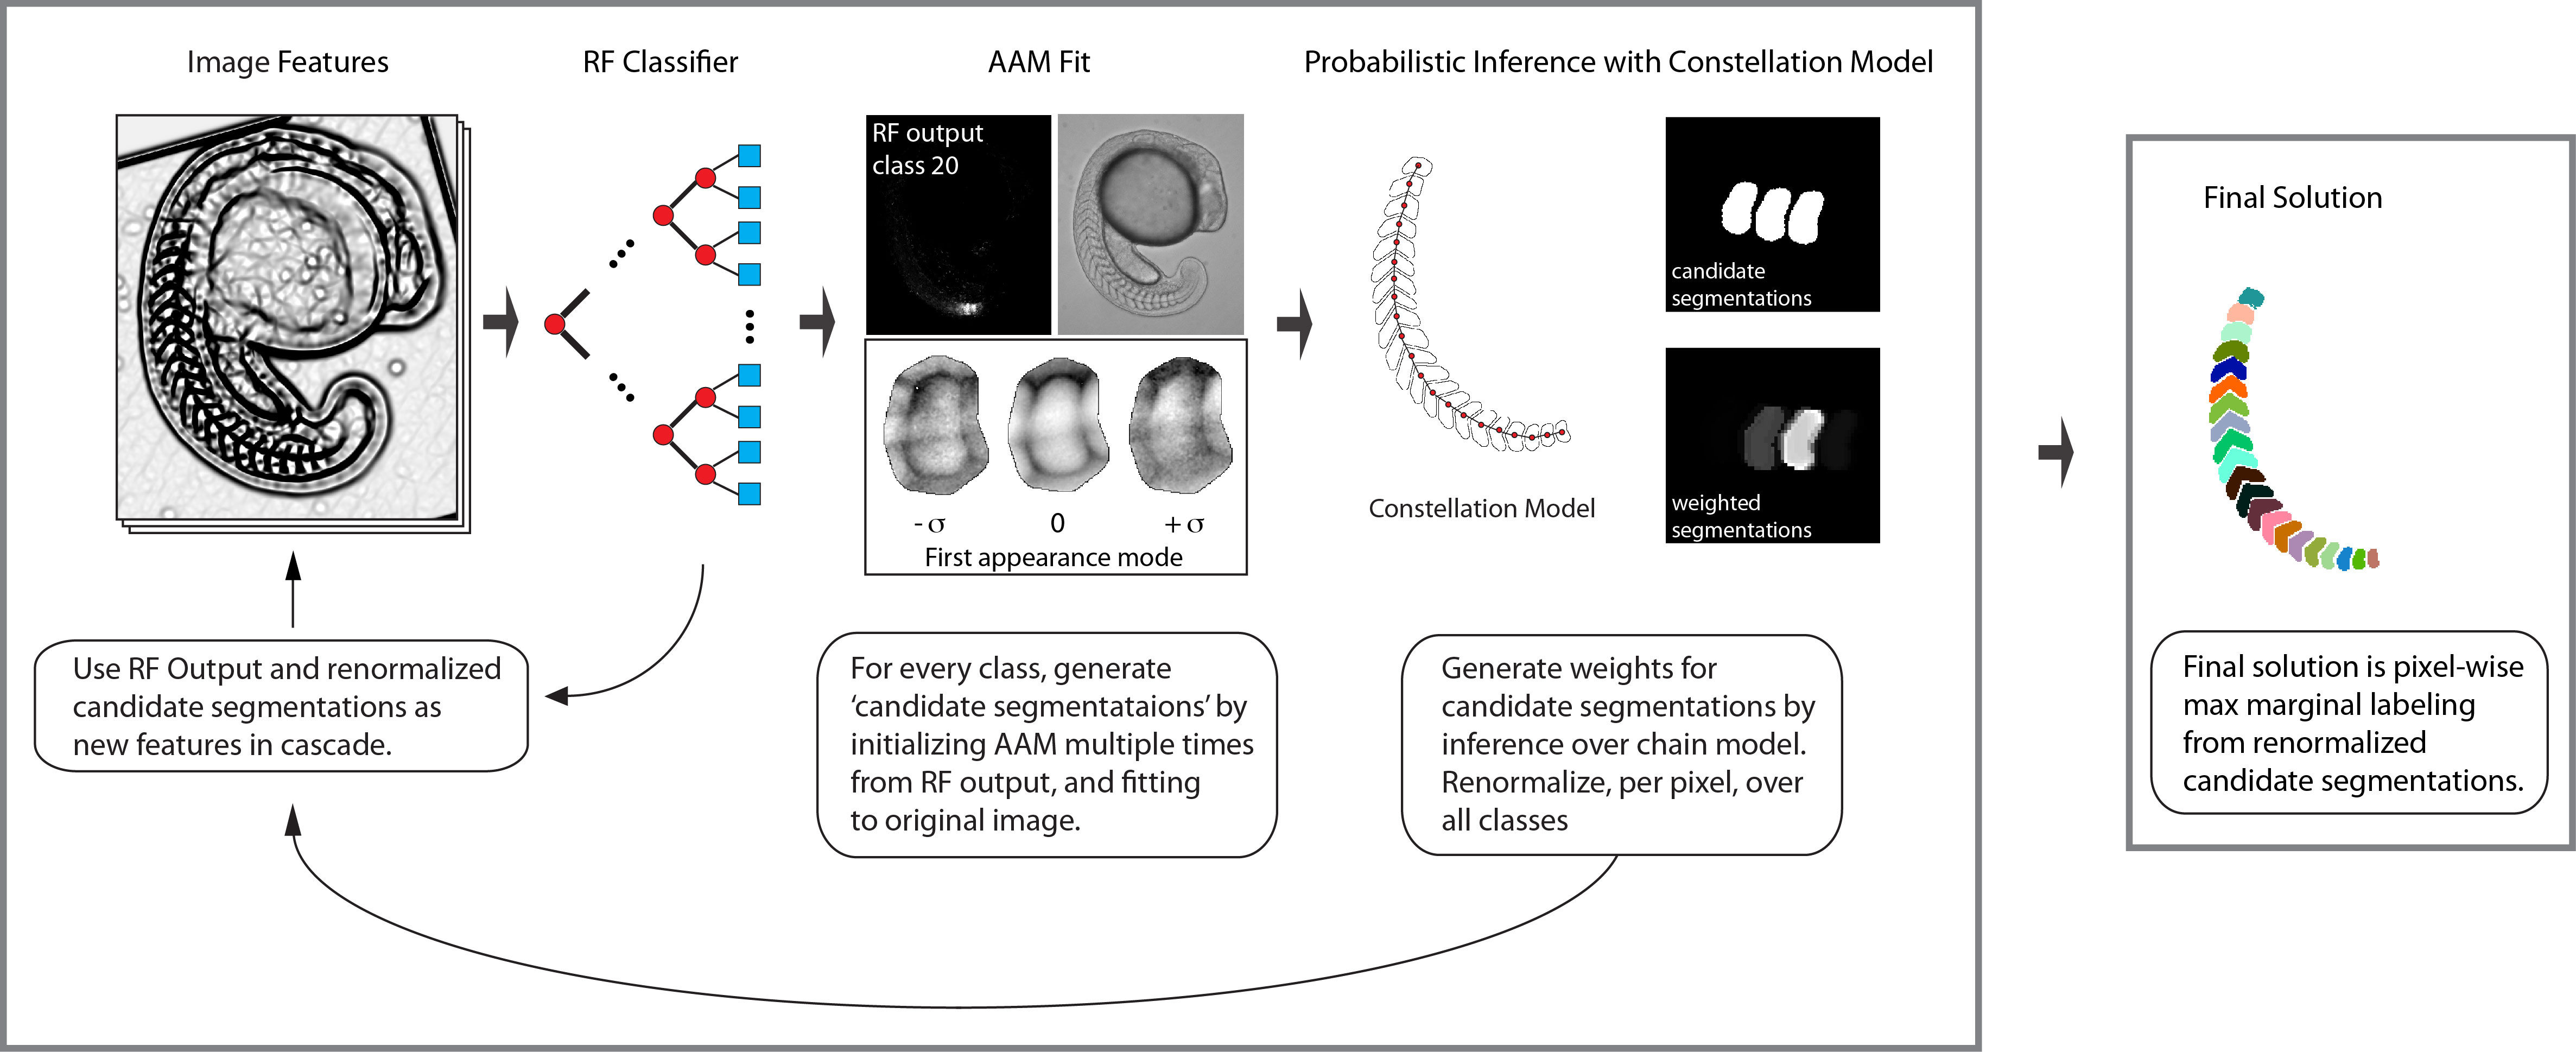 Image Features
RF Classifier
AAM Fit
Probabilistic Inference with Constellation Model
RF output
class 20
candidate
segmentations
Final Solution
- σ
0
+ σ
First appearance mode
Constellation Model
weighted
segmentations
Use RF Output and renormalized
candidate segmentations as
new features in cascade.
For every class, generate
‘candidate segmentataions’ by
initializing AAM multiple times
from RF output, and fitting
to original image.
Generate weights for
candidate segmentations by
inference over chain model.
Renormalize, per pixel, over
all classes
Final solution is pixel-wise
max marginal labeling
from renormalized
candidate segmentations.